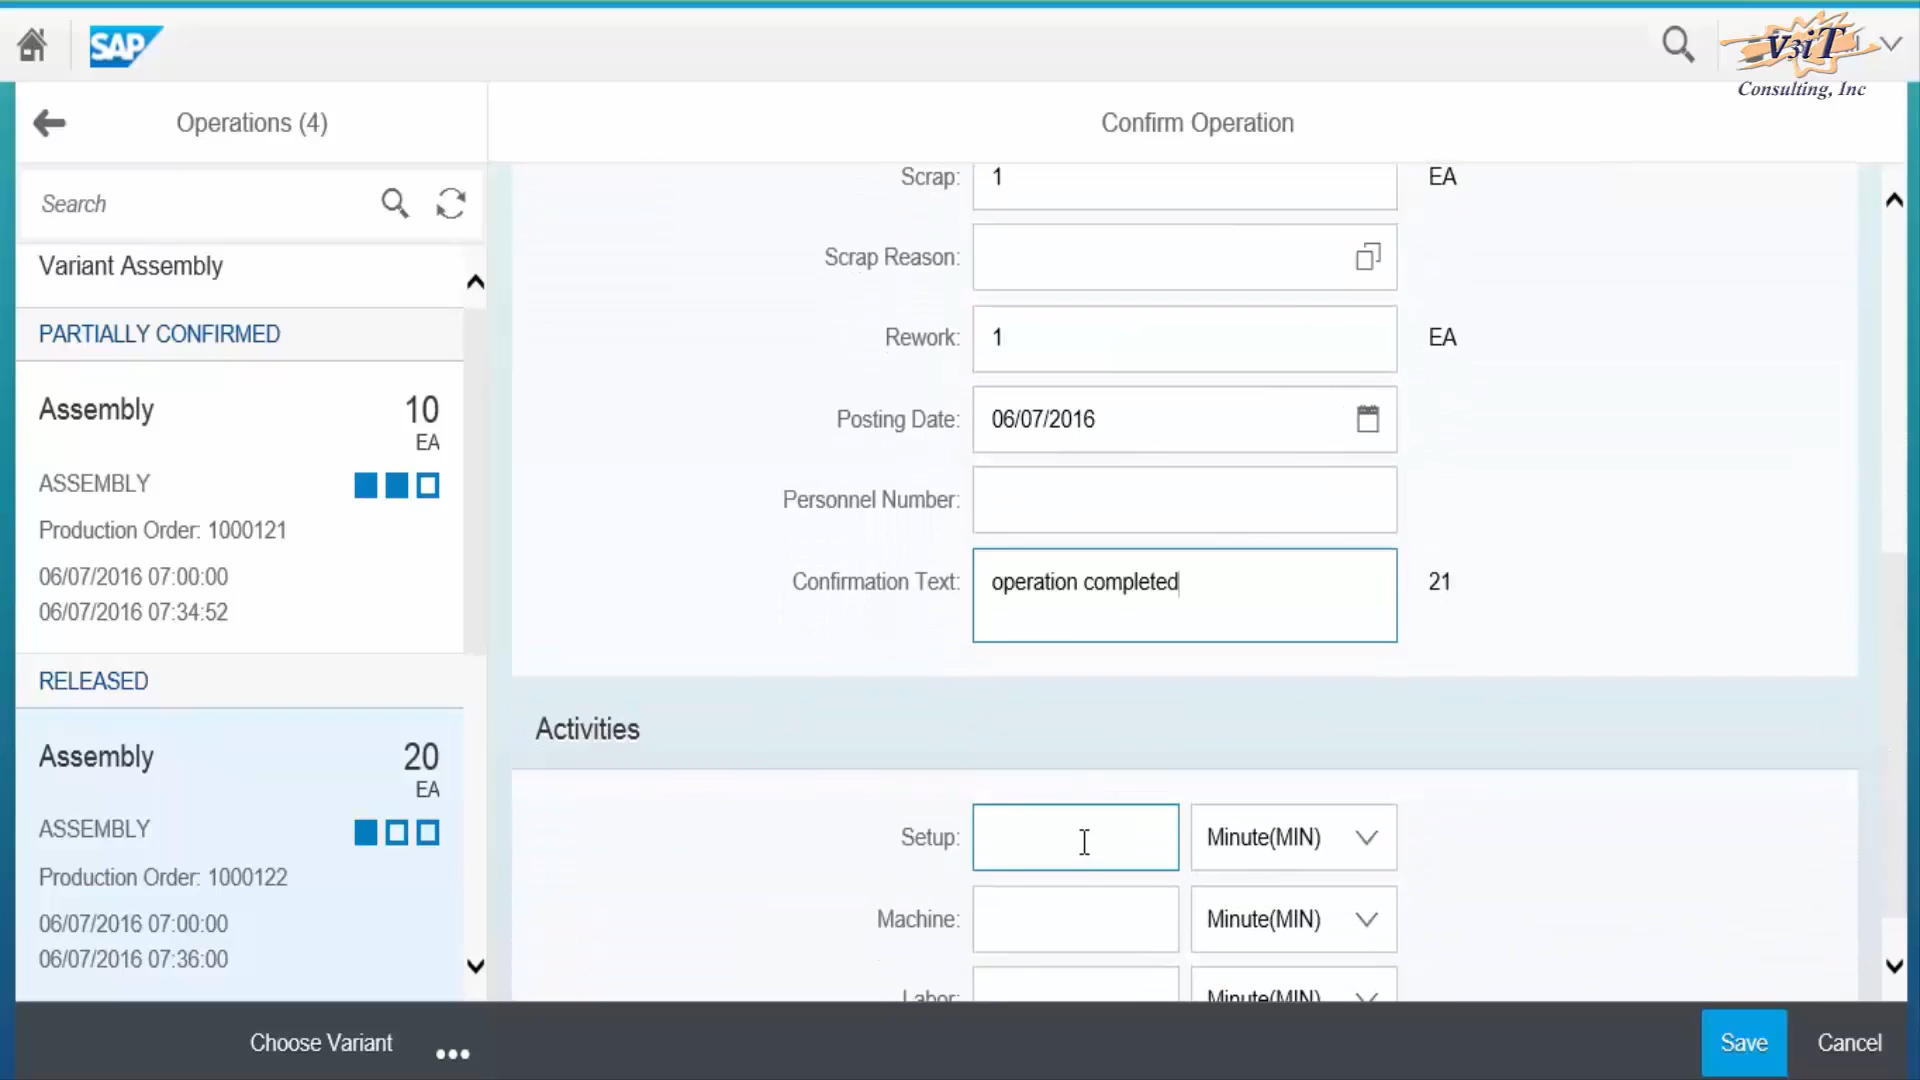 SAP
V3iT
Consulting, Inc
Operations (4)
Confirm Operation
Search
Variant Assembly
PARTIALLY CONFIRMED
Assembly 10
EA
ASSEMBLY
Production Order: 1000121
06/07/2016 07:00:00
06/07/2016 07:34:52
RELEASED
Assembly 20
EA
ASSEMBLY
Production Order: 1000122
06/07/2016 07:00:00
06/07/2016 07:36:00
Scrap: 1 EA
Scrap Reason:
Rework: 1 EA
Posting Date: 06/07/2016
Personnel Number:
Confirmation Text: operation completed 21
Activities
Setup: Minute(MIN)
Machine: Minute(MIN)
Labor: Minute(MIN)
Choose Variant
Save Cancel